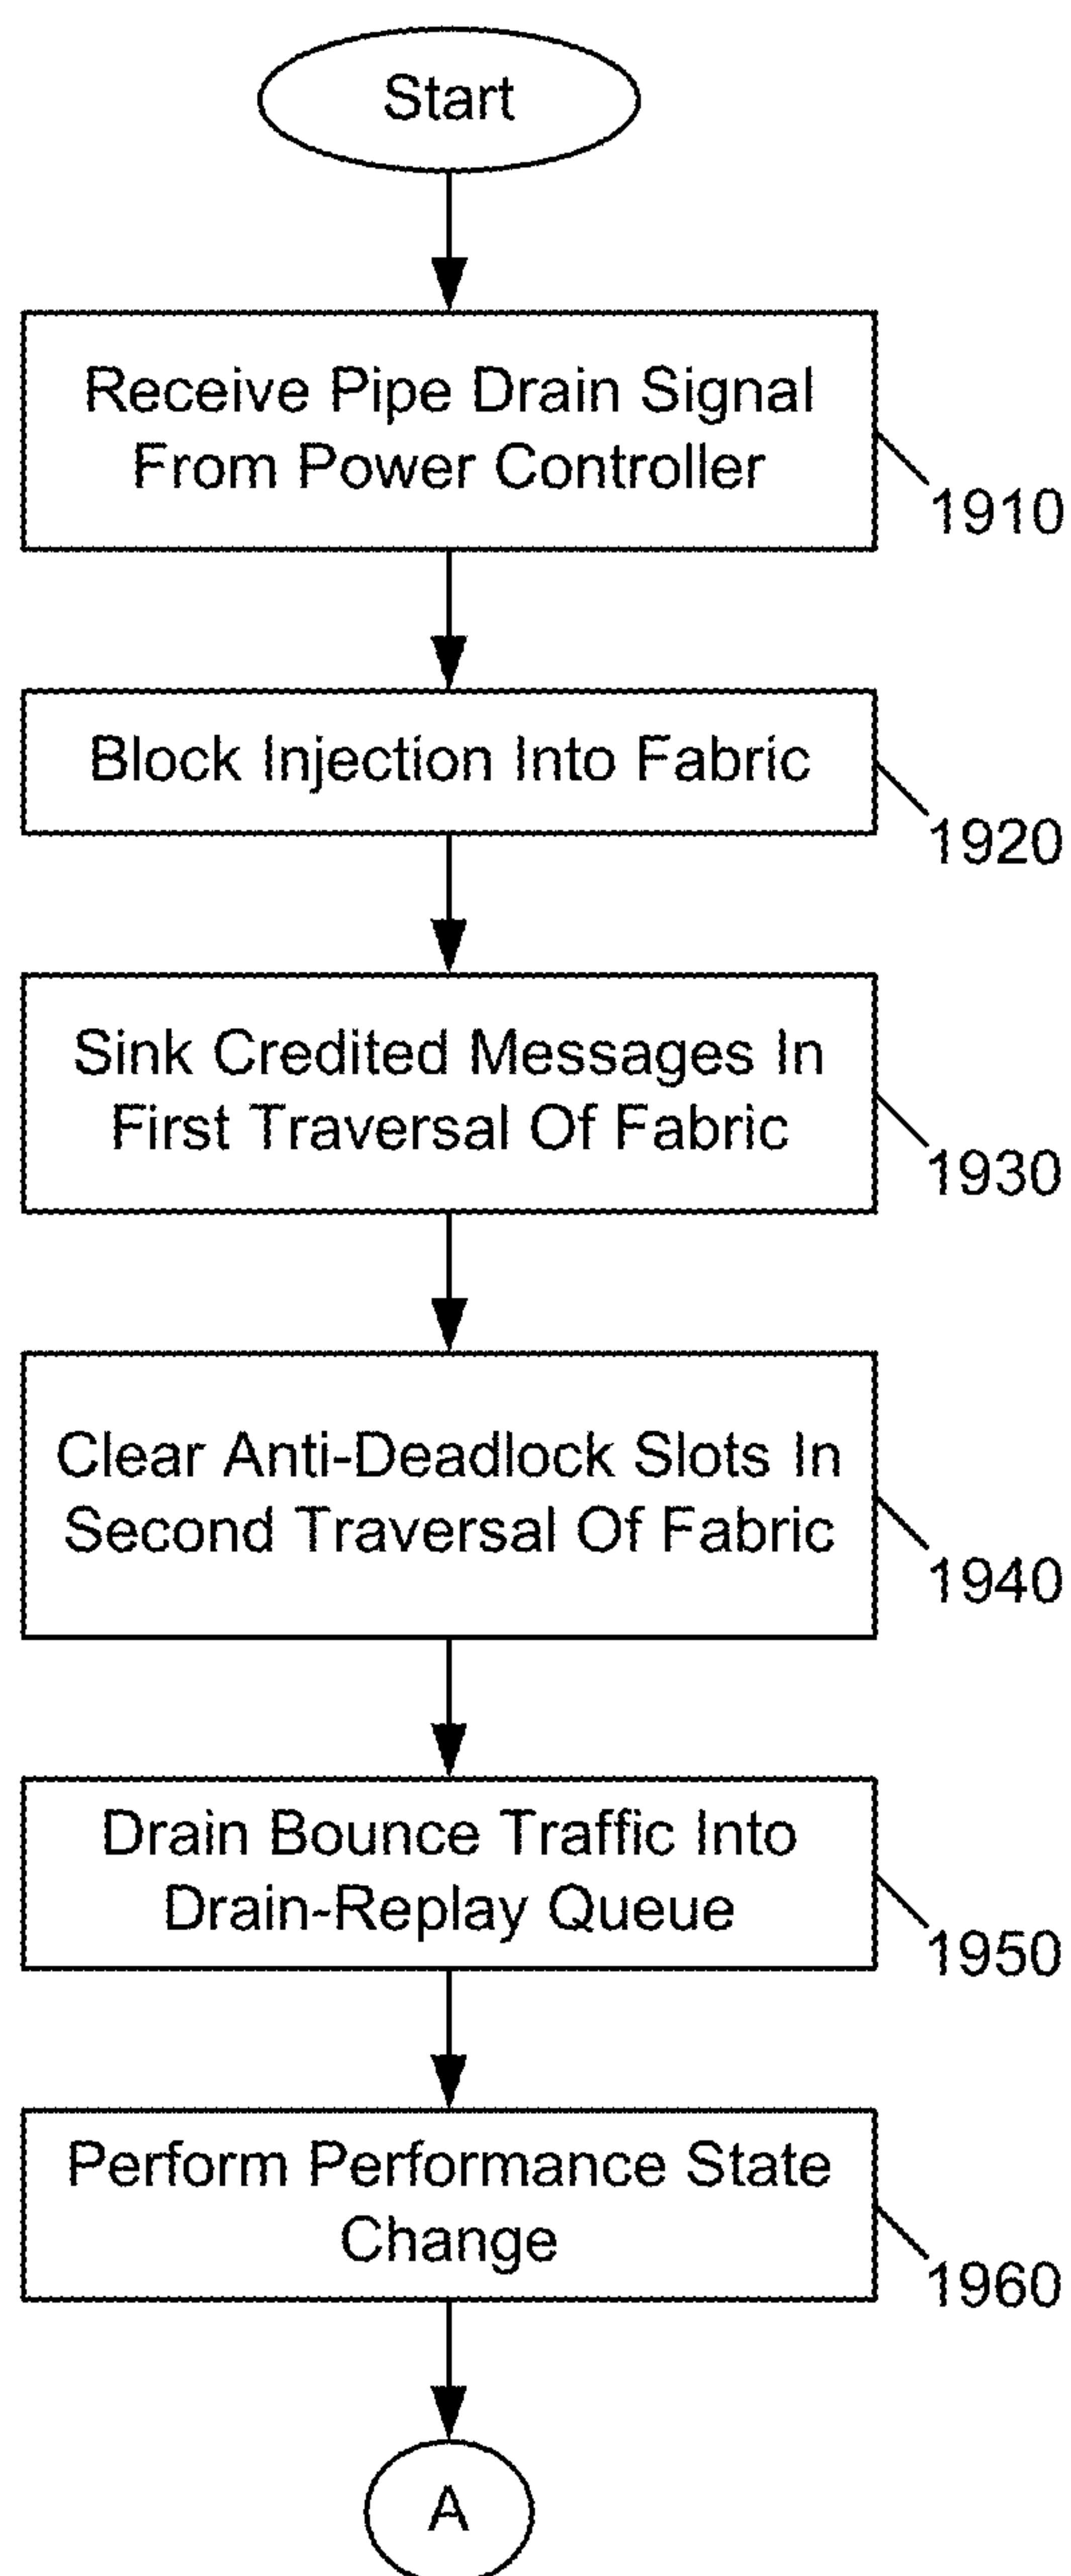 Start
Receive Pipe Drain Signal
From Power Controller
1910
Block Injection Into Fabric
1920
Sink Credited Messages In
First Traversal Of Fabric
1930
Clear Anti-Deadlock Slots In
Second Traversal Of Fabric
1940
Drain Bounce Traffic Into
Drain-Replay Queue
1950
Perform Performance State
Change
1960
A